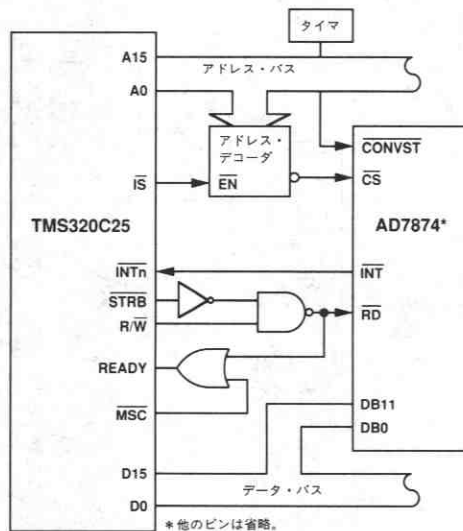 タイマ
A15
アドレス・バス
A0
アドレス・
デコーダ
CONVST
IS
EN
CS
TMS320C25
AD7874*
INTn
INT
STRB
R/W
RD
READY
MSC
DB11
DB0
D15
データ・バス
D0
*他のピンは省略。